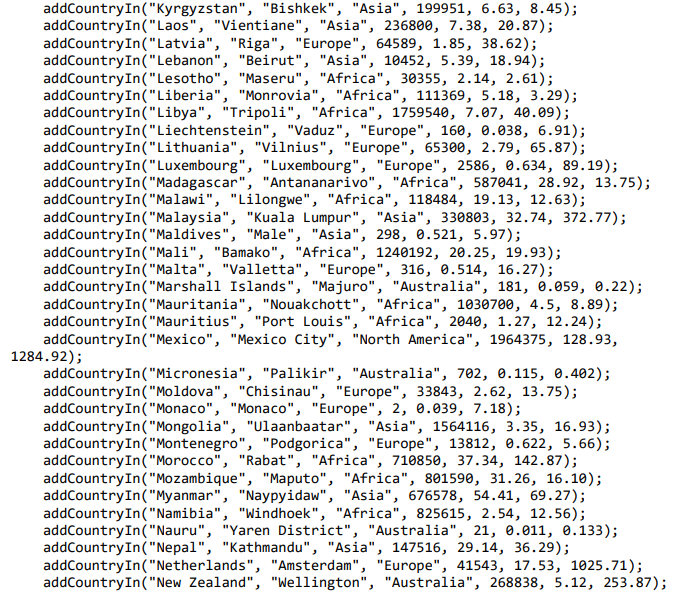 addCountryIn("Kyrgyzstan", "Bishkek", "Asia", 199951, 6.63, 8.45);
addCountryIn("Laos", "Vientiane", "Asia", 236800, 7.38, 20.87);
addCountryIn("Latvia", "Riga", "Europe", 64589, 1.85, 38.62);
addCountryIn("Lebanon", "Beirut", "Asia", 10452, 5.39, 18.94);
addCountryIn("Lesotho", "Maseru", "Africa", 30355, 2.14, 2.61);
addCountryIn("Liberia", "Monrovia", "Africa", 111369, 5.18, 3.29);
addCountryIn("Libya", "Tripoli", "Africa", 1759540, 7.07, 40.09);
addCountryIn("Liechtenstein", "Vaduz", "Europe", 160, 0.038, 6.91);
addCountryIn("Lithuania", "Vilnius", "Europe", 65300, 2.79, 65.87);
addCountryIn("Luxembourg", "Luxembourg", "Europe", 2586, 0.634, 89.19);
addCountryIn("Madagascar", "Antananarivo", "Africa", 587041, 28.92, 13.75);
addCountryIn("Malawi", "Lilongwe", "Africa", 118484, 19.13, 12.63);
addCountryIn("Malaysia", "Kuala Lumpur", "Asia", 330803, 32.74, 372.77);
addCountryIn("Maldives", "Male", "Asia", 298, 0.521, 5.97);
addCountryIn("Mali", "Bamako", "Africa", 1240192, 20.25, 19.93);
addCountryIn("Malta", "Valletta", "Europe", 316, 0.514, 16.27);
addCountryIn("Marshall Islands", "Majuro", "Australia", 181, 0.059, 0.22);
addCountryIn("Mauritania", "Nouakchott", "Africa", 1030700, 4.5, 8.89);
addCountryIn("Mauritius", "Port Louis", "Africa", 2040, 1.27, 12.24);
addCountryIn("Mexico", "Mexico City", "North America", 1964375, 128.93,
1284.92);
addCountryIn("Micronesia", "Palikir", "Australia", 702, 0.115, 0.402);
addCountryIn("Moldova", "Chisinau", "Europe", 33843, 2.62, 13.75);
addCountryIn("Monaco", "Monaco", "Europe", 2, 0.039, 7.18);
addCountryIn("Mongolia", "Ulaanbaatar", "Asia", 1564116, 3.35, 16.93);
addCountryIn("Montenegro", "Podgorica", "Europe", 13812, 0.622, 5.66);
addCountryIn("Morocco", "Rabat", "Africa", 710850, 37.34, 142.87);
addCountryIn("Mozambique", "Maputo", "Africa", 801590, 31.26, 16.10);
addCountryIn("Myanmar", "Naypyidaw", "Asia", 676578, 54.41, 69.27);
addCountryIn("Namibia", "Windhoek", "Africa", 825615, 2.54, 12.56);
addCountryIn("Nauru", "Yaren District", "Australia", 21, 0.011, 0.133);
addCountryIn("Nepal", "Kathmandu", "Asia", 147516, 29.14, 36.29);
addCountryIn("Netherlands", "Amsterdam", "Europe", 41543, 17.53, 1025.71);
addCountryIn("New Zealand", "Wellington", "Australia", 268838, 5.12, 253.87);